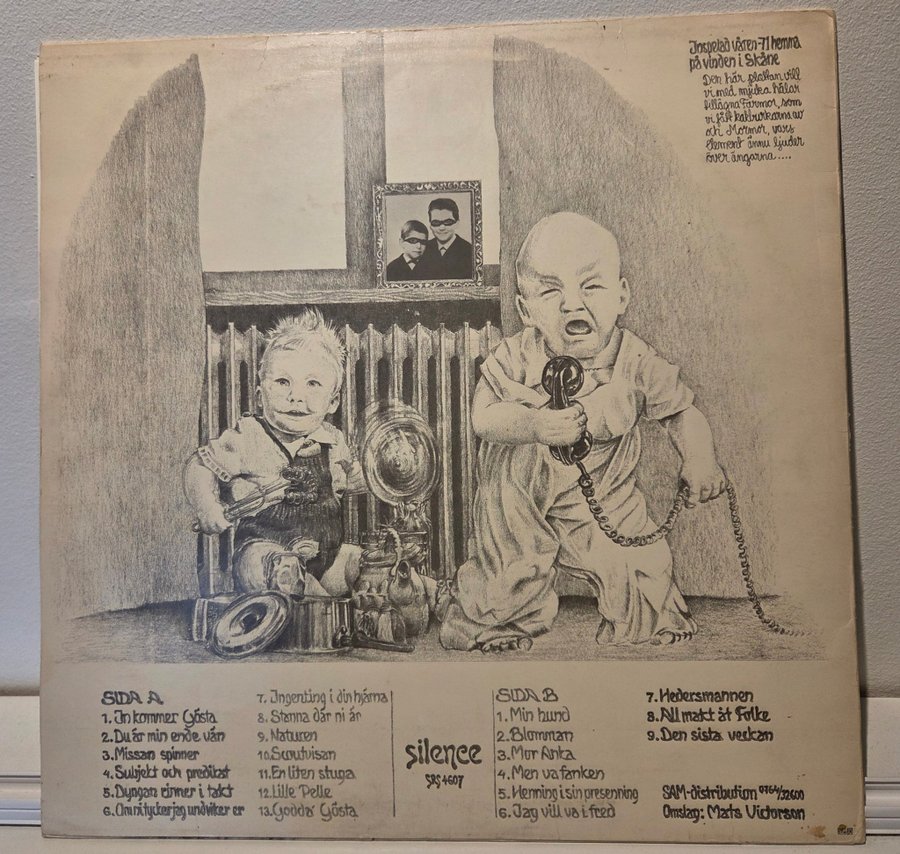 Inspelad våren -71 hemma
på vinden i Skåne
Den här plattan vill
vi med mjuka hälar
tillägna Farmor, som
vi fått kakburkarna av
och Mormor, vars
element ännu ljuder
över ängarna....
SIDA A
1. In kommer Gösta
2. Du är min ende vän
3. Missan spinner
4. Subjekt och predikat
5. Dyngan rinner i takt
6. Om ni tycker jag undviker er
7. Ingenting i din hjärna
8. Stanna där ni är
9. Naturen
10. Scoutvisan
11. En liten stuga
12. Lille Pelle
13. Godda' Gösta
silence
SRS 4607
SIDA B
1. Min hund
2. Blomman
3. Mor Anka
4. Men va fanken
5. Henning i sin presenning
6. Jag vill va i fred
7. Hedersmannen
8. All makt åt Folke
9. Den sista veckan
SAM-distribution 0764/32600
Omslag: Mats Victorson